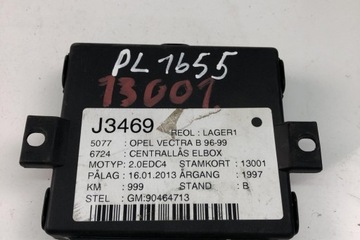 PL 1655
13001
J3469 REOL : LAGER1
5077 : OPEL VECTRA B 96-99
6724 : CENTRALLÅS ELBOX
MOTYP: 2.0EDC4 STAMKORT : 13001
PÅLAG : 16.01.2013 ÅRGANG : 1997
KM : 999 STAND : B
STEL : GM:90464713